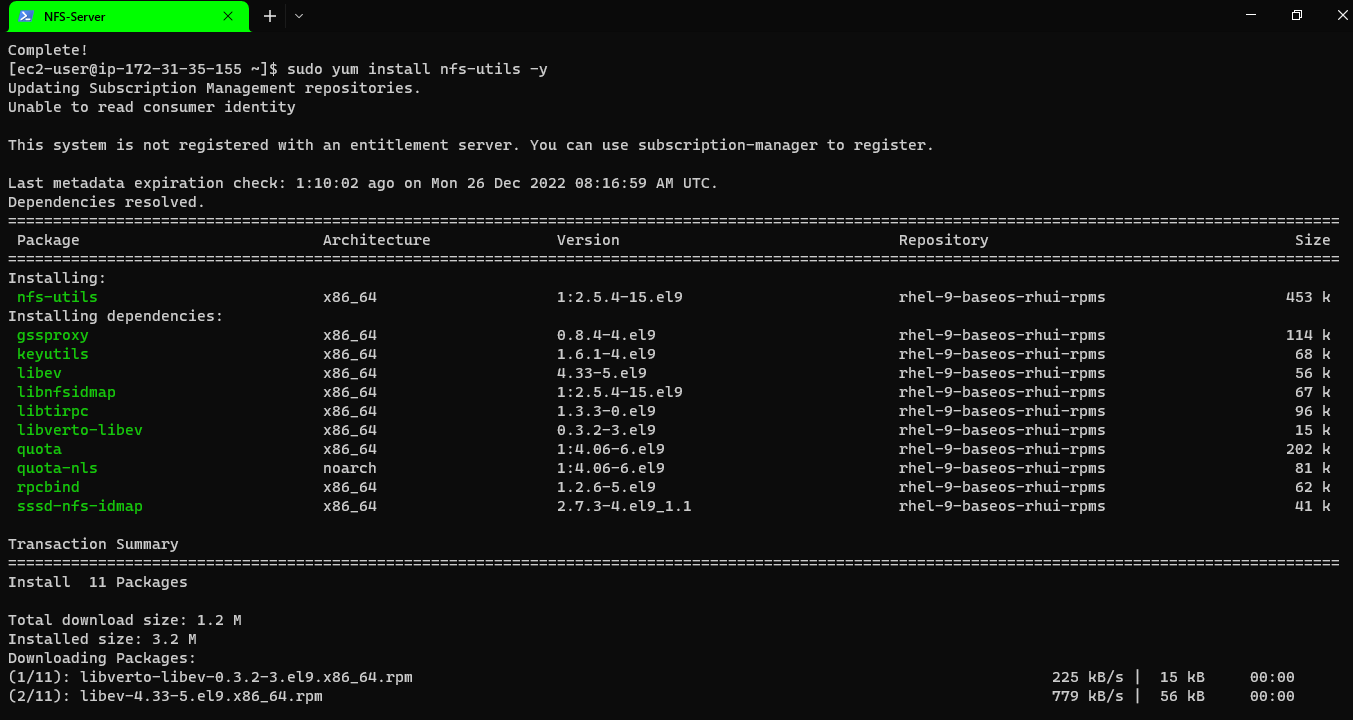 NFS-Server
Complete!
[ec2-user@ip-172-31-35-155 ~]$ sudo yum install nfs-utils -y
Updating Subscription Management repositories.
Unable to read consumer identity
This system is not registered with an entitlement server. You can use subscription-manager to register.
Last metadata expiration check: 1:10:02 ago on Mon 26 Dec 2022 08:16:59 AM UTC.
Dependencies resolved.
====================================================================================================================================================
Package Architecture Version Repository Size
====================================================================================================================================================
Installing:
nfs-utils x86_64 1:2.5.4-15.el9 rhel-9-baseos-rhui-rpms 453 k
Installing dependencies:
gssproxy x86_64 0.8.4-4.el9 rhel-9-baseos-rhui-rpms 114 k
keyutils x86_64 1.6.1-4.el9 rhel-9-baseos-rhui-rpms 68 k
libev x86_64 4.33-5.el9 rhel-9-baseos-rhui-rpms 56 k
libnfsidmap x86_64 1:2.5.4-15.el9 rhel-9-baseos-rhui-rpms 67 k
libtirpc x86_64 1.3.3-0.el9 rhel-9-baseos-rhui-rpms 96 k
libverto-libev x86_64 0.3.2-3.el9 rhel-9-baseos-rhui-rpms 15 k
quota x86_64 1:4.06-6.el9 rhel-9-baseos-rhui-rpms 202 k
quota-nls noarch 1:4.06-6.el9 rhel-9-baseos-rhui-rpms 81 k
rpcbind x86_64 1.2.6-5.el9 rhel-9-baseos-rhui-rpms 62 k
sssd-nfs-idmap x86_64 2.7.3-4.el9_1.1 rhel-9-baseos-rhui-rpms 41 k
Transaction Summary
====================================================================================================================================================
Install  11 Packages
Total download size: 1.2 M
Installed size: 3.2 M
Downloading Packages:
(1/11): libverto-libev-0.3.2-3.el9.x86_64.rpm 225 kB/s |  15 kB 00:00
(2/11): libev-4.33-5.el9.x86_64.rpm 779 kB/s |  56 kB 00:00